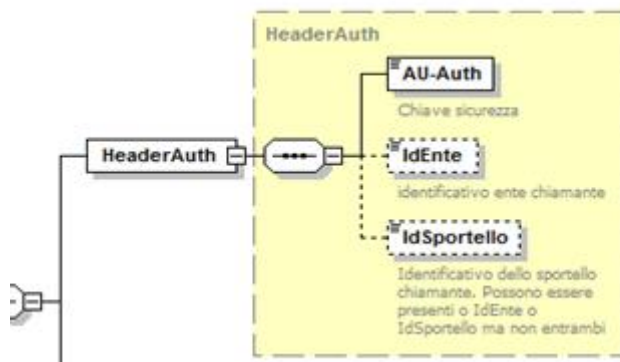 HeaderAuth
AU-Auth
Chiave sicurezza
HeaderAuth
IdEnte
identificativo ente chiamante
IdSportello
Identificativo dello sportello
chiamante. Possono essere
presenti o IdEnte o
IdSportello ma non entrambi